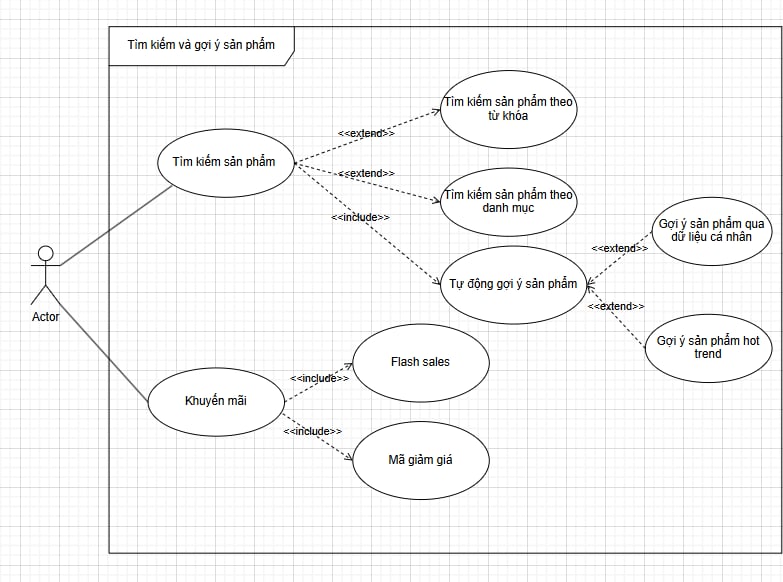 Tìm kiếm và gợi ý sản phẩm
Tìm kiếm sản phẩm theo
từ khóa
<<extend>>
Tìm kiếm sản phẩm
<<extend>>
Tìm kiếm sản phẩm theo
danh mục
<<include>>
Gợi ý sản phẩm qua
dữ liệu cá nhân
<<extend>>
Tự động gợi ý sản phẩm
<<extend>>
Actor
Gợi ý sản phẩm hot
trend
Flash sales
<<include>>
Khuyến mãi
<<include>>
Mã giảm giá